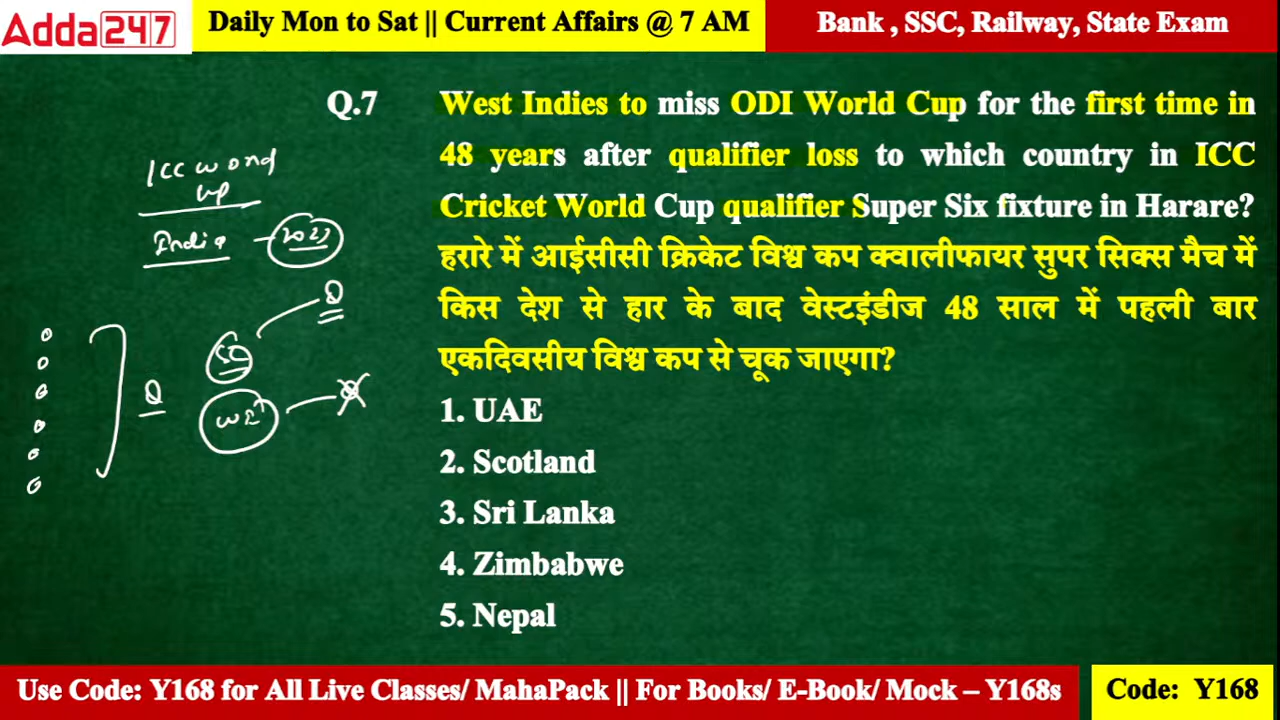 Adda247
Daily Mon to Sat || Current Affairs @ 7 AM
Bank , SSC, Railway, State Exam
Q.7
West Indies to miss ODI World Cup for the first time in
48 years after qualifier loss to which country in ICC
Cricket World Cup qualifier Super Six fixture in Harare?
हरारे में आईसीसी क्रिकेट विश्व कप क्वालीफायर सुपर सिक्स मैच में
किस देश से हार के बाद वेस्टइंडीज 48 साल में पहली बार
एकदिवसीय विश्व कप से चूक जाएगा?
1. UAE
2. Scotland
3. Sri Lanka
4. Zimbabwe
5. Nepal
ICC
India - 2023
Q
Q
WI
Use Code: Y168 for All Live Classes/ MahaPack || For Books/ E-Book/ Mock – Y168s
Code: Y168